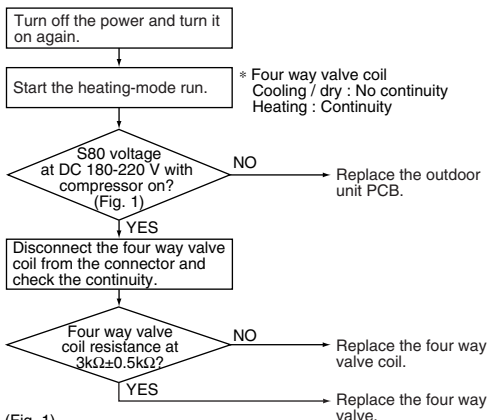 Turn off the power and turn it
on again.
Start the heating-mode run.
* Four way valve coil
Cooling / dry : No continuity
Heating : Continuity
S80 voltage
at DC 180-220 V with
compressor on?
(Fig. 1)
NO
Replace the outdoor
unit PCB.
YES
Disconnect the four way valve
coil from the connector and
check the continuity.
Four way valve
coil resistance at
3kΩ±0.5kΩ?
NO
Replace the four way
valve coil.
YES
Replace the four way
valve.
(Fig. 1)